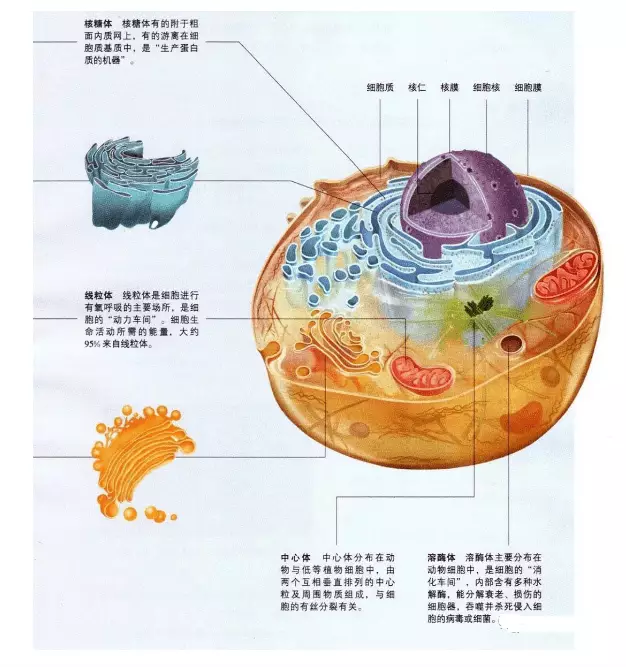 核糖体 核糖体有的附于粗
面内质网上，有的游离在细
胞质基质中，是“生产蛋白
质的机器”。
细胞质 核仁 核膜 细胞核 细胞膜
线粒体 线粒体是细胞进行
有氧呼吸的主要场所，是细
胞的“动力车间”。细胞生
命活动所需的能量，大约
95%来自线粒体。
中心体 中心体分布在动
物与低等植物细胞中，由
两个互相垂直排列的中心
粒及周围物质组成，与细
胞的有丝分裂有关。
溶酶体 溶酶体主要分布在
动物细胞中，是细胞的“消
化车间”，内部含有多种水
解酶，能分解衰老、损伤的
细胞器，吞噬并杀死侵入细
胞的病毒或细菌。